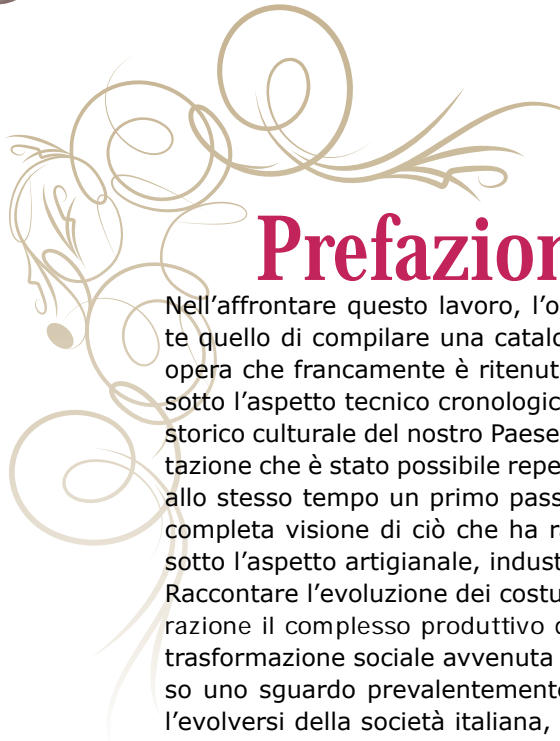 Prefazion
Nell’affrontare questo lavoro, l’o
te quello di compilare una catalo
opera che francamente è ritenut
sotto l’aspetto tecnico cronologic
storico culturale del nostro Paese
tazione che è stato possibile repe
allo stesso tempo un primo pass
completa visione di ciò che ha r
sotto l’aspetto artigianale, indust
Raccontare l’evoluzione dei costu
razione il complesso produttivo
trasformazione sociale avvenuta
so uno sguardo prevalentement
l’evolversi della società italiana,